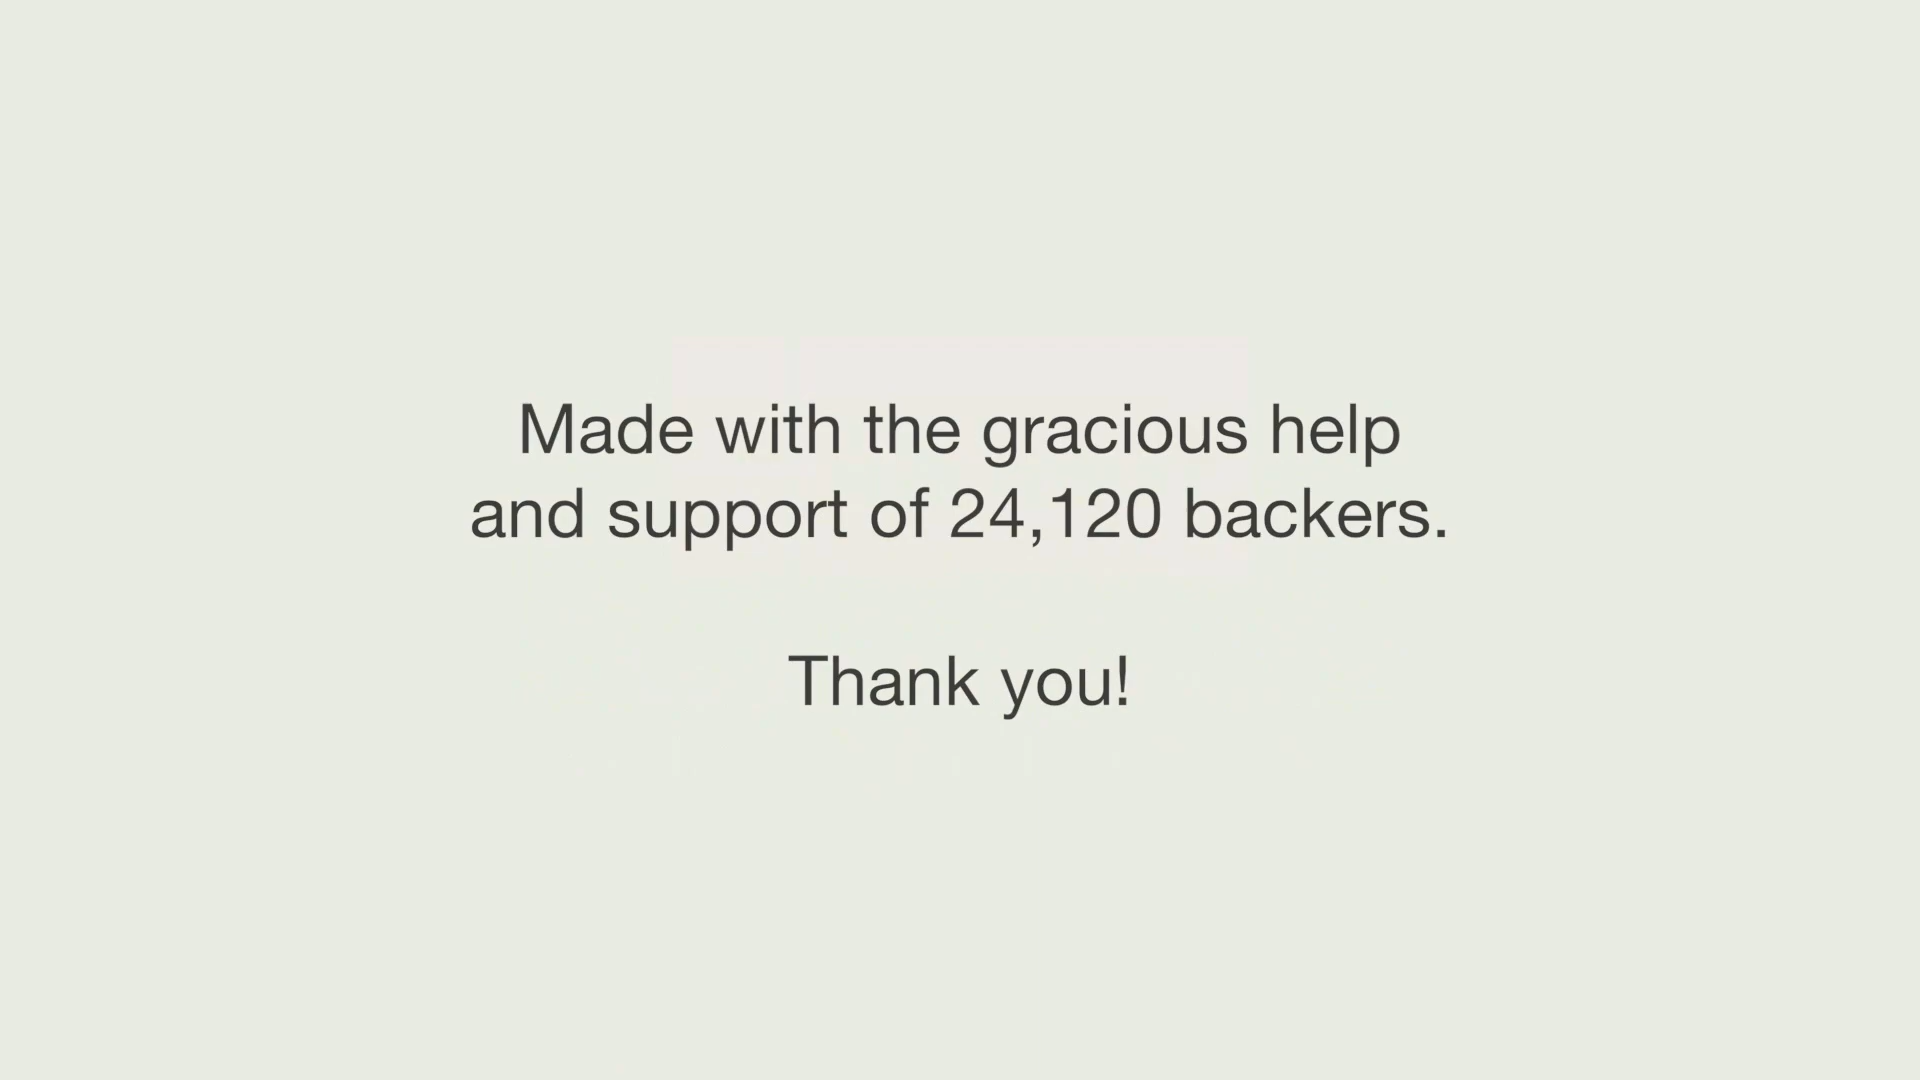 Made with the gracious help
and support of 24,120 backers.
Thank you!